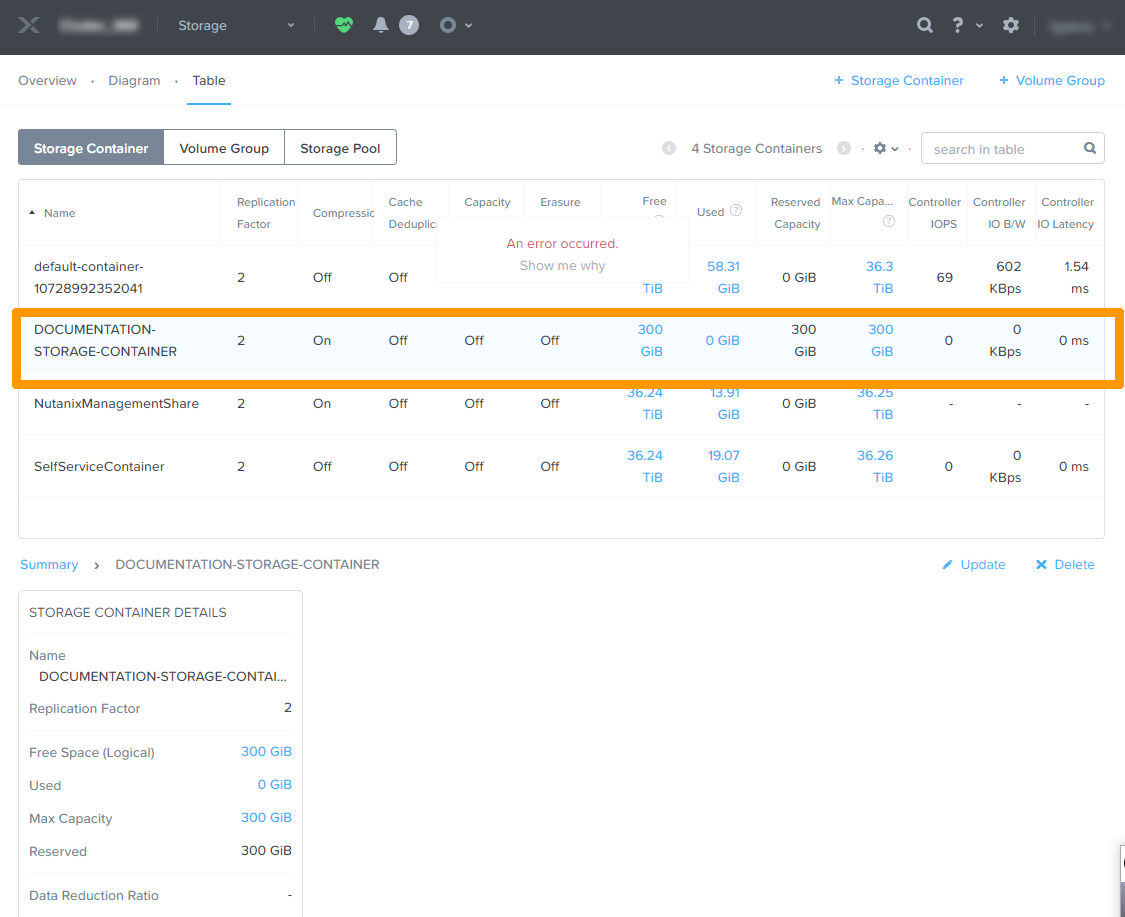 Storage
7
?
Overview · Diagram · Table
+ Storage Container + Volume Group
Storage Container Volume Group Storage Pool
4 Storage Containers
search in table
Name
Replication
Factor
Compressic
Cache
Deduplica
Capacity
Erasure
Free
Used ?
Reserved
Capacity
Max Capa...
?
Controller
IOPS
Controller
IO B/W
Controller
IO Latency
An error occurred.
Show me why
default-container-
10728992352041
2
Off
Off
TiB
58.31
GiB
0 GiB
36.3
TiB
69
602
KBps
1.54
ms
DOCUMENTATION-
STORAGE-CONTAINER
2
On
Off
Off
Off
300
GiB
0 GiB
300
GiB
300
GiB
0
0
KBps
0 ms
NutanixManagementShare
2
On
Off
Off
Off
36.24
TiB
13.91
GiB
0 GiB
36.25
TiB
-
-
-
SelfServiceContainer
2
Off
Off
Off
Off
36.24
TiB
19.07
GiB
0 GiB
36.26
TiB
0
0
KBps
0 ms
Summary › DOCUMENTATION-STORAGE-CONTAINER
Update Delete
STORAGE CONTAINER DETAILS
Name
DOCUMENTATION-STORAGE-CONTAI...
Replication Factor 2
Free Space (Logical) 300 GiB
Used 0 GiB
Max Capacity 300 GiB
Reserved 300 GiB
Data Reduction Ratio -